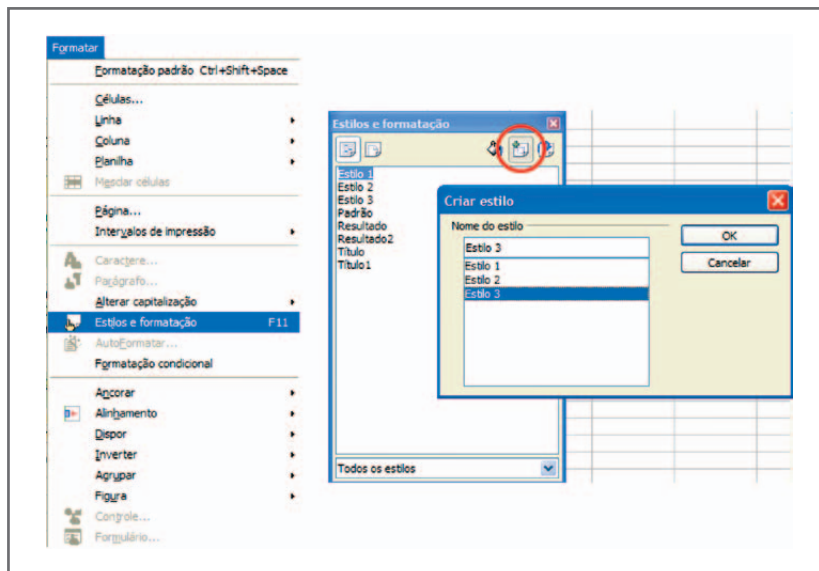 Formatar
Formatação padrão Ctrl+Shift+Space
Células...
Linha
Coluna
Planilha
Mesclar células
Página...
Intervalos de impressão
Caractere...
Parágrafo...
Alterar capitalização
Estilos e formatação F11
AutoFormatar...
Formatação condicional
Ancorar
Alinhamento
Dispor
Inverter
Agrupar
Figura
Controle...
Formulário...
Estilos e formatação
Estilo 1
Estilo 2
Estilo 3
Padrão
Resultado
Resultado2
Título
Título1
Todos os estilos
Criar estilo
Nome do estilo
Estilo 3
Estilo 1
Estilo 2
Estilo 3
OK
Cancelar